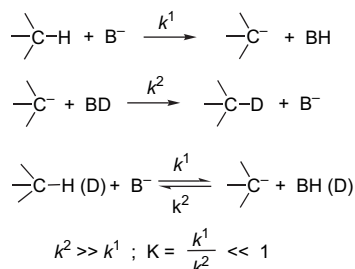 C–H + B⁻ k¹ C⁻ + BH
C⁻ + BD k² C–D + B⁻
C–H (D) + B⁻ k¹ k² C⁻ + BH (D)
k² >> k¹ ; K = k¹ / k² << 1